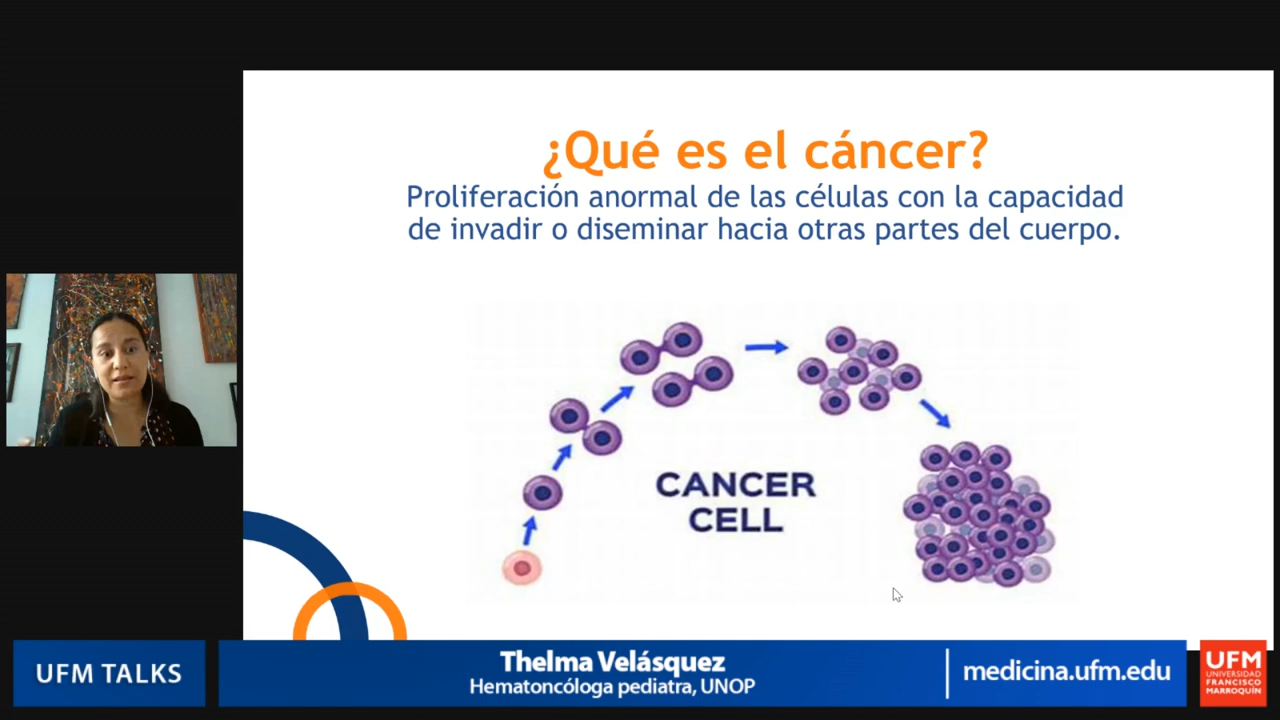 ¿Qué es el cáncer?
Proliferación anormal de las células con la capacidad
de invadir o diseminar hacia otras partes del cuerpo.
CANCER
CELL
UFM TALKS
Thelma Velásquez
Hematoncóloga pediatra, UNOP
medicina.ufm.edu
UFM
UNIVERSIDAD
FRANCISCO
MARROQUÍN